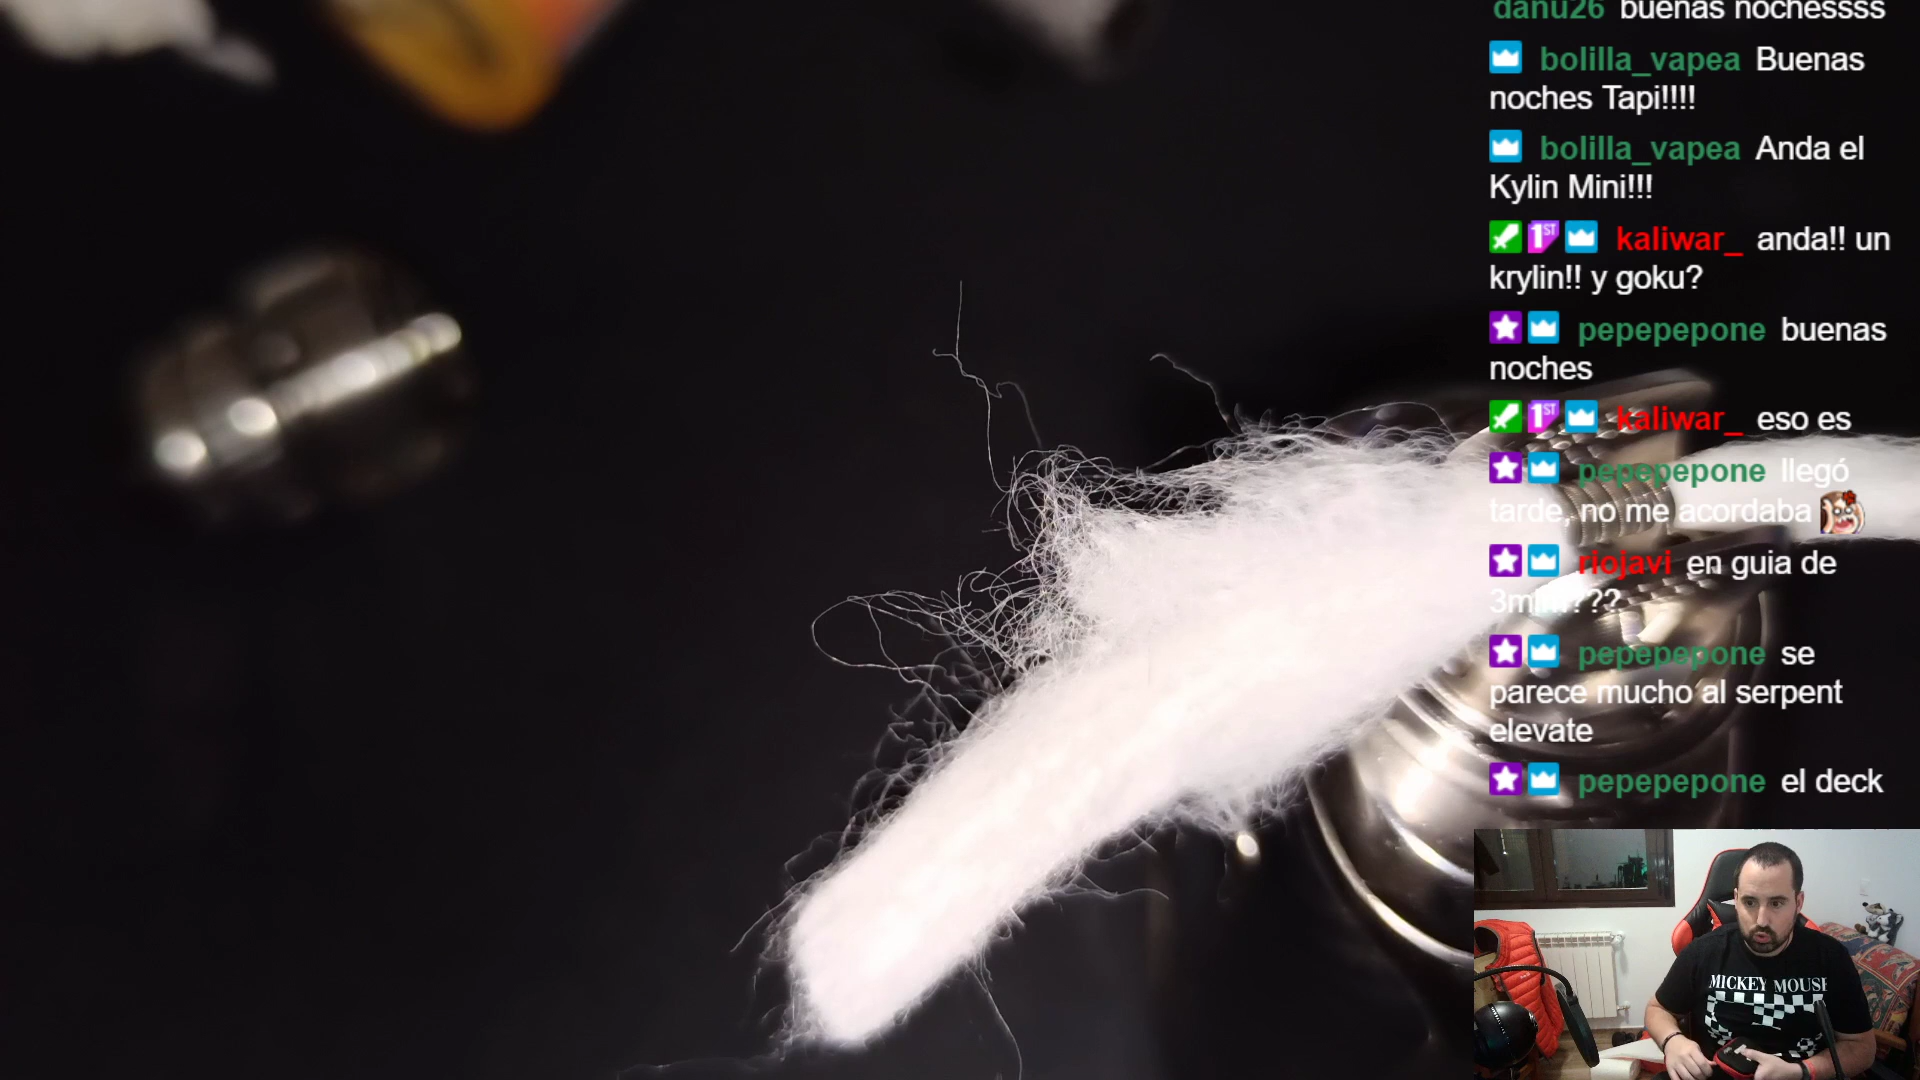 danu26 buenas nochessss
bolilla_vapea Buenas
noches Tapi!!!!
bolilla_vapea Anda el
Kylin Mini!!!
1ST kaliwar_ anda!! un
krylin!! y goku?
pepepepone buenas
noches
1ST kaliwar_ eso es
pepepepone llegó
tarde, no me acordaba
riojavi en guia de
pepepepone se
parece mucho al serpent
elevate
pepepepone el deck
MICKEY MOUSE